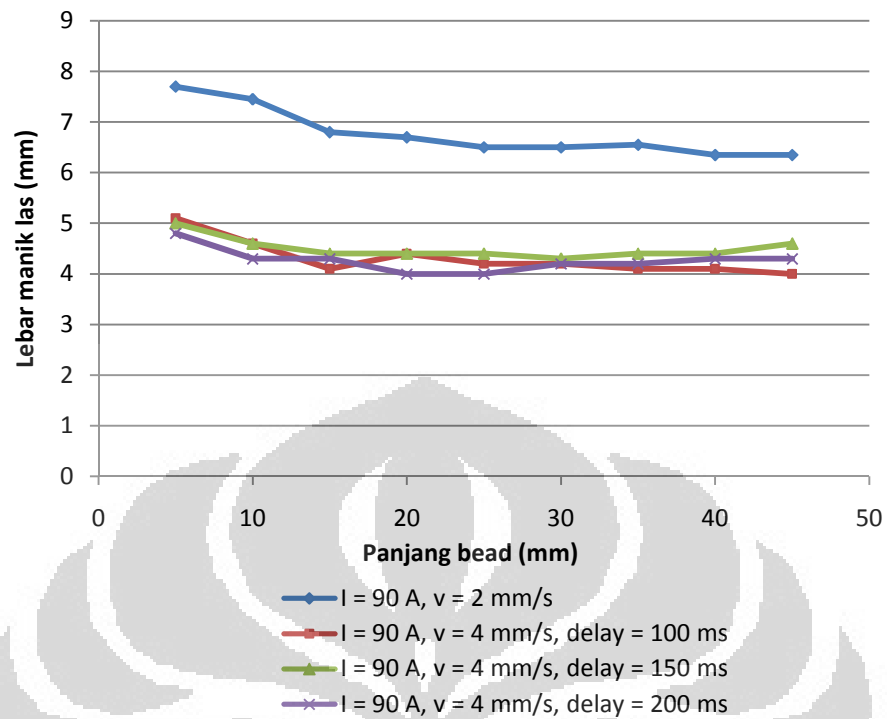 9
8
7
6
5
4
3
2
1
0
Lebar manik las (mm)
0 10 20 30 40 50
Panjang bead (mm)
I = 90 A, v = 2 mm/s
I = 90 A, v = 4 mm/s, delay = 100 ms
I = 90 A, v = 4 mm/s, delay = 150 ms
I = 90 A, v = 4 mm/s, delay = 200 ms